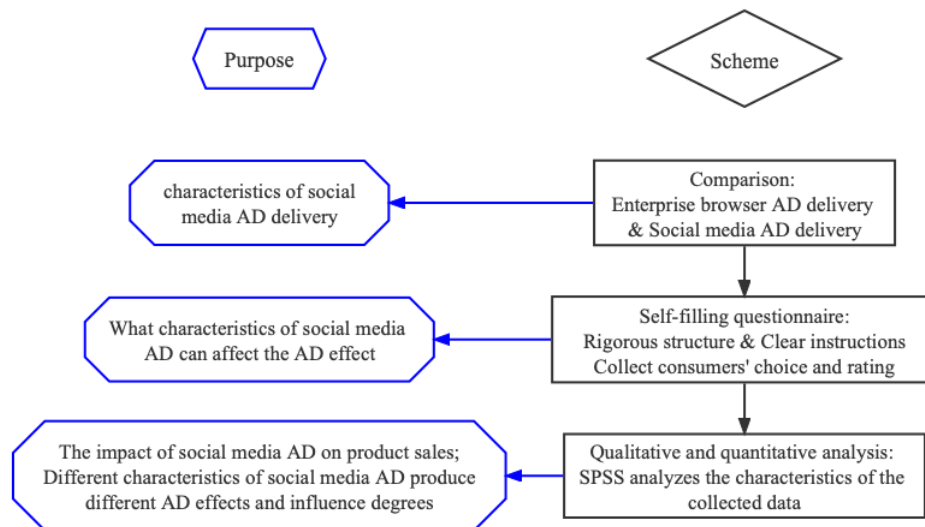 Purpose
Scheme
characteristics of social
media AD delivery
Comparison:
Enterprise browser AD delivery
& Social media AD delivery
What characteristics of social media
AD can affect the AD effect
Self-filling questionnaire:
Rigorous structure & Clear instructions
Collect consumers' choice and rating
The impact of social media AD on product sales;
Different characteristics of social media AD produce
different AD effects and influence degrees
Qualitative and quantitative analysis:
SPSS analyzes the characteristics of the
collected data